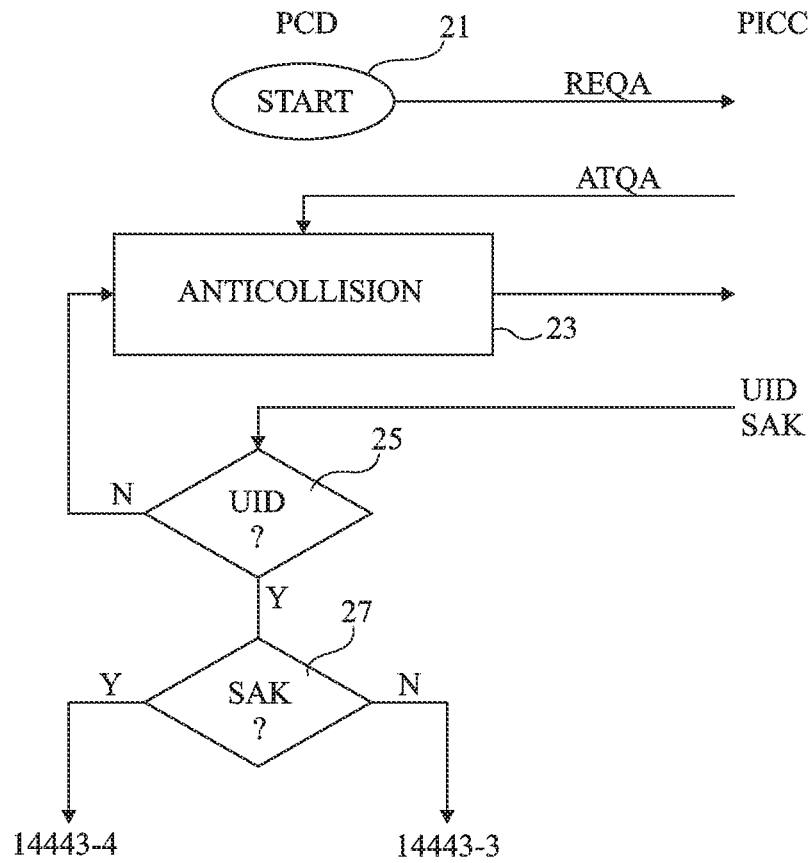 PCD 21 PICC
START REQA
ATQA
ANTICOLLISION
23
UID
SAK
25
N UID
?
Y
27
Y SAK N
?
14443-4 14443-3